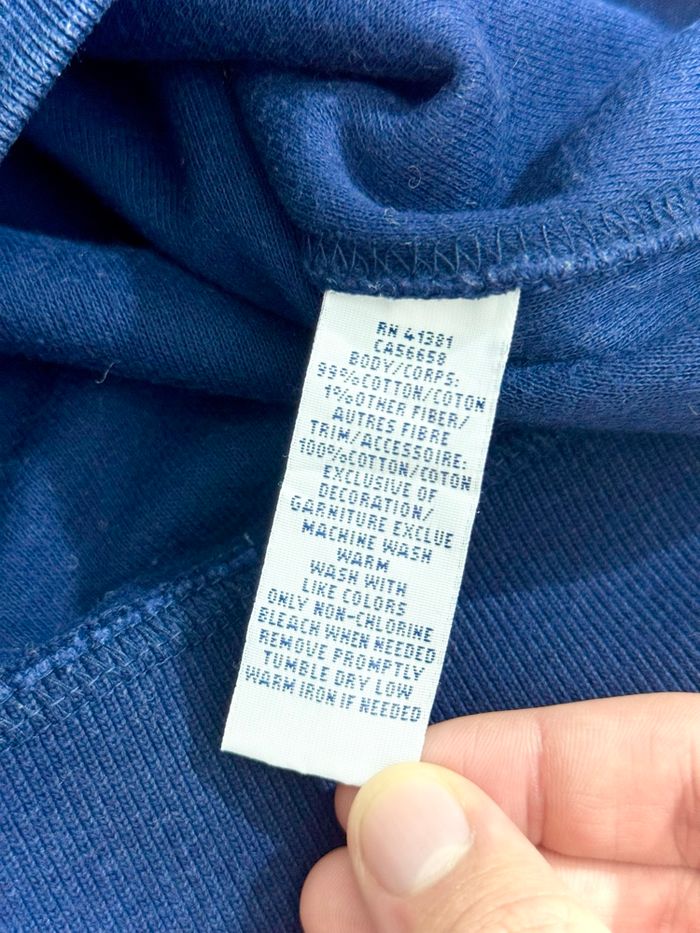 RN 41381
CA56658
BODY/CORPS:
99%COTTON/COTON
1%OTHER FIBER/
AUTRES FIBRE
TRIM/ACCESSOIRE:
100%COTTON/COTON
EXCLUSIVE OF
DECORATION/
GARNITURE EXCLUE
MACHINE WASH
WARM
WASH WITH
LIKE COLORS
ONLY NON-CHLORINE
BLEACH WHEN NEEDED
REMOVE PROMPTLY
TUMBLE DRY LOW
WARM IRON IF NEEDED